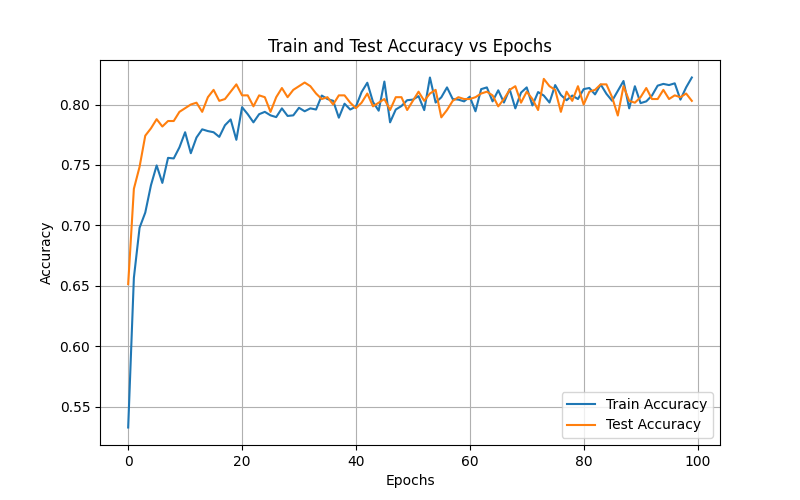 Train and Test Accuracy vs Epochs
Accuracy
0.80
0.75
0.70
0.65
0.60
0.55
0 20 40 60 80 100
Epochs
Train Accuracy
Test Accuracy